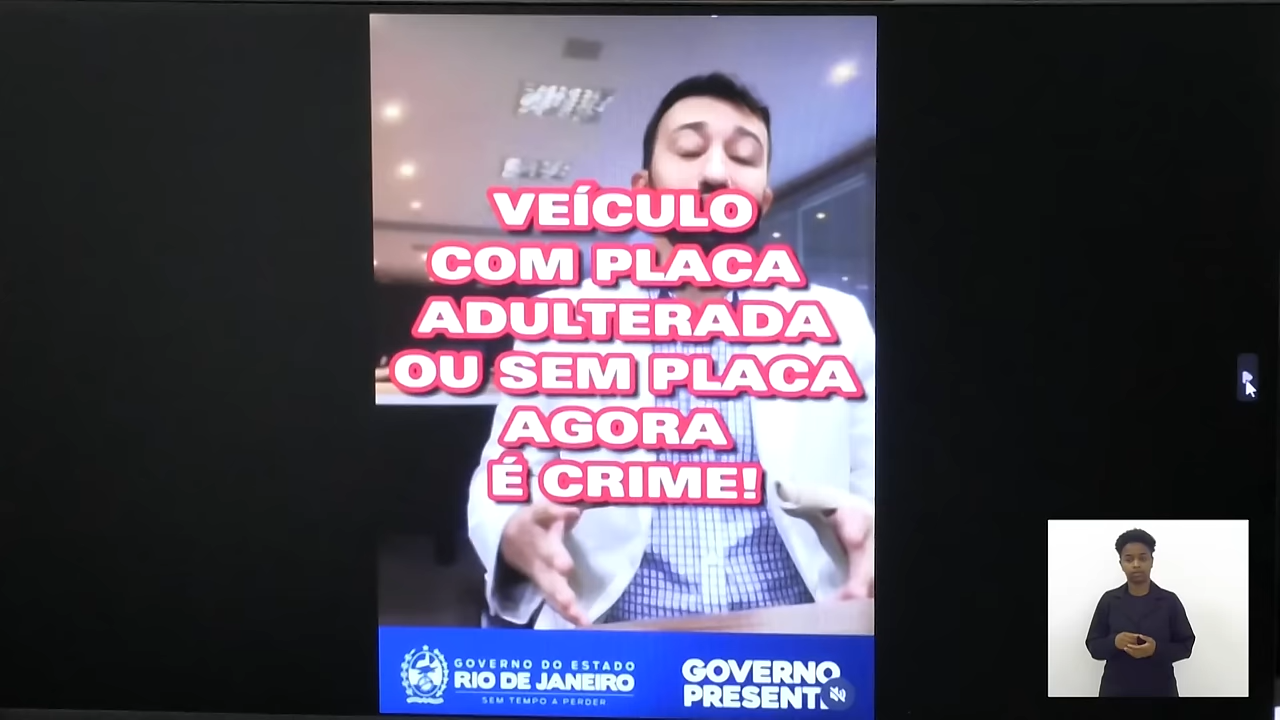 VEÍCULO
COM PLACA
ADULTERADA
OU SEM PLACA
AGORA
É CRIME!
GOVERNO DO ESTADO
RIO DE JANEIRO
SEM TEMPO A PERDER
GOVERNO
PRESENT